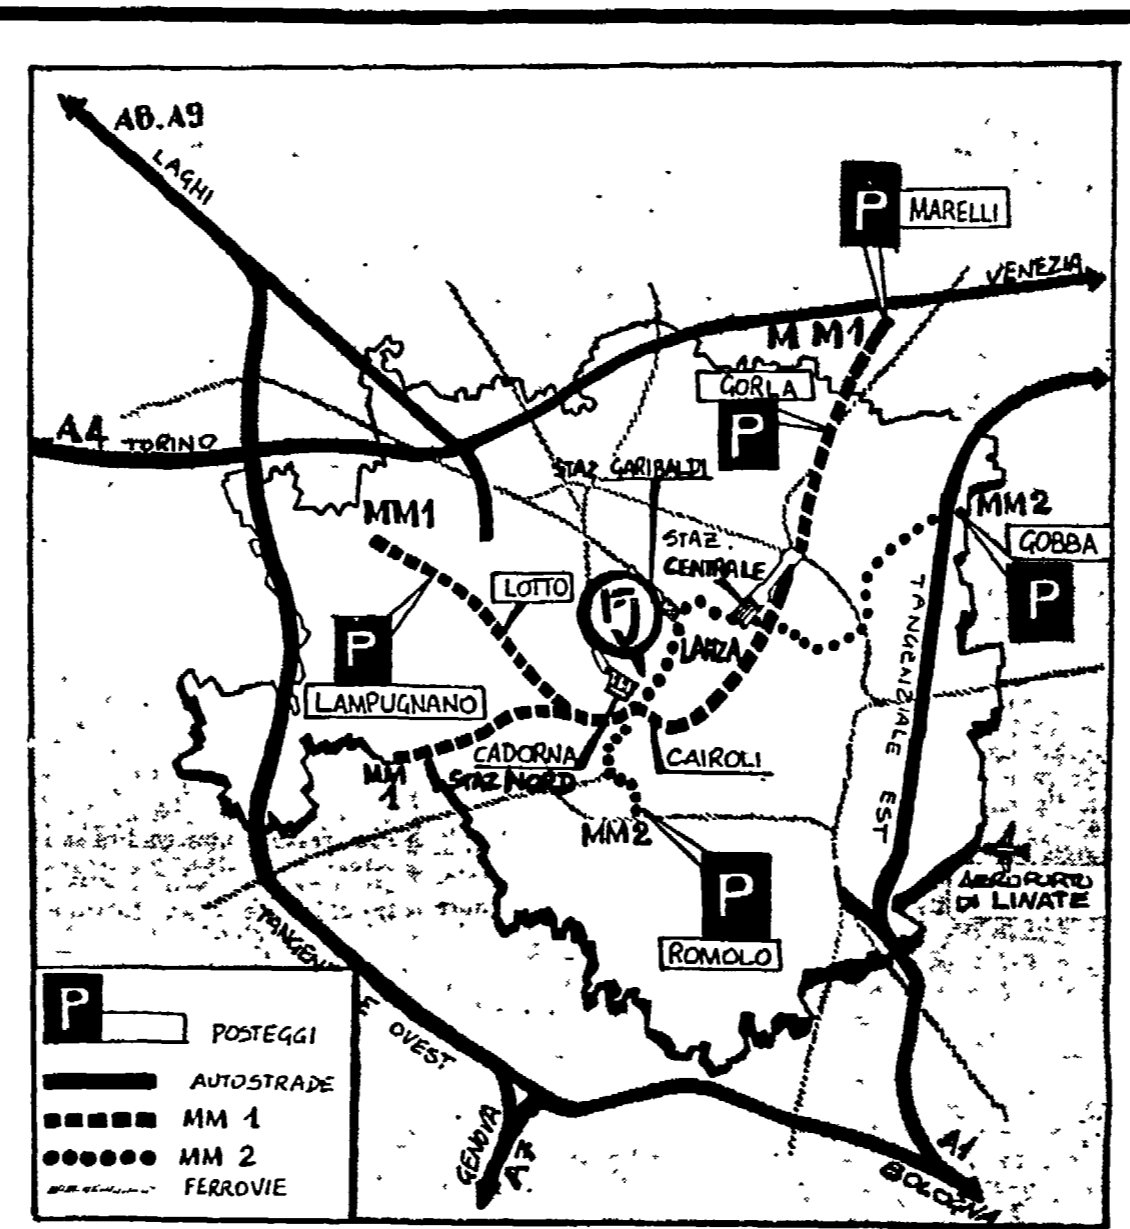 A8.A9
LAGHI
P
MARELLI
VENEZIA
M M1
GORLA
P
A4 TORINO
STAZ. GARIBALDI
MM1
MM2
GOBBA
P
STAZ.
CENTRALE
LOTTO
LANZA
P
LAMPUGNANO
TANGENZIALE EST
CADORNA
STAZ NORD
CAIROLI
MM
1
MM2
P
ROMOLO
AEROPORTO
DI LINATE
OVEST
GENOVA
A7
A1
BOLOGNA
P
POSTEGGI
AUTOSTRADE
MM 1
MM 2
FERROVIE